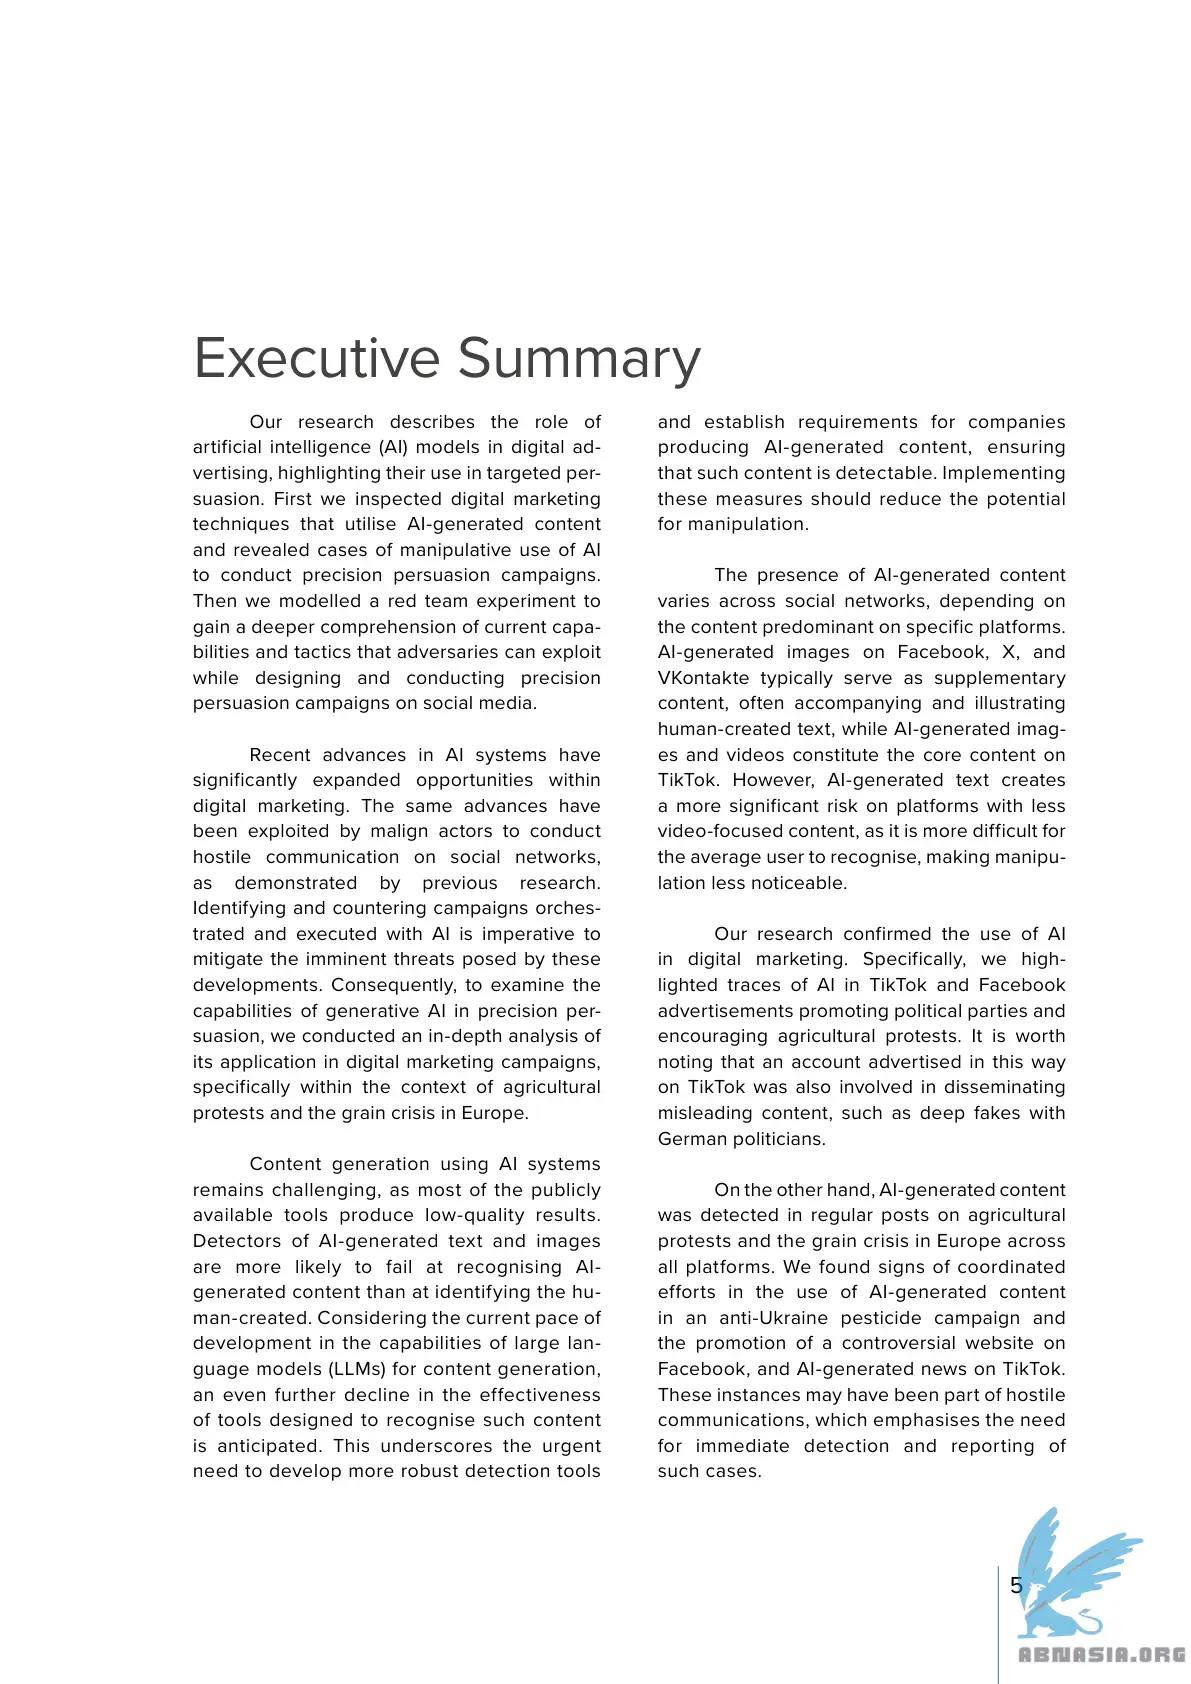 Executive Summary
Our research describes the role of
artificial intelligence (AI) models in digital ad-
vertising, highlighting their use in targeted per-
suasion. First we inspected digital marketing
techniques that utilise AI-generated content
and revealed cases of manipulative use of AI
to conduct precision persuasion campaigns.
Then we modelled a red team experiment to
gain a deeper comprehension of current capa-
bilities and tactics that adversaries can exploit
while designing and conducting precision
persuasion campaigns on social media.
Recent advances in AI systems have
significantly expanded opportunities within
digital marketing. The same advances have
been exploited by malign actors to conduct
hostile communication on social networks,
as demonstrated by previous research.
Identifying and countering campaigns orches-
trated and executed with AI is imperative to
mitigate the imminent threats posed by these
developments. Consequently, to examine the
capabilities of generative AI in precision per-
suasion, we conducted an in-depth analysis of
its application in digital marketing campaigns,
specifically within the context of agricultural
protests and the grain crisis in Europe.
Content generation using AI systems
remains challenging, as most of the publicly
available tools produce low-quality results.
Detectors of AI-generated text and images
are more likely to fail at recognising AI-
generated content than at identifying the hu-
man-created. Considering the current pace of
development in the capabilities of large lan-
guage models (LLMs) for content generation,
an even further decline in the effectiveness
of tools designed to recognise such content
is anticipated. This underscores the urgent
need to develop more robust detection tools
and establish requirements for companies
producing AI-generated content, ensuring
that such content is detectable. Implementing
these measures should reduce the potential
for manipulation.
The presence of AI-generated content
varies across social networks, depending on
the content predominant on specific platforms.
AI-generated images on Facebook, X, and
VKontakte typically serve as supplementary
content, often accompanying and illustrating
human-created text, while AI-generated imag-
es and videos constitute the core content on
TikTok. However, AI-generated text creates
a more significant risk on platforms with less
video-focused content, as it is more difficult for
the average user to recognise, making manipu-
lation less noticeable.
Our research confirmed the use of AI
in digital marketing. Specifically, we high-
lighted traces of AI in TikTok and Facebook
advertisements promoting political parties and
encouraging agricultural protests. It is worth
noting that an account advertised in this way
on TikTok was also involved in disseminating
misleading content, such as deep fakes with
German politicians.
On the other hand, AI-generated content
was detected in regular posts on agricultural
protests and the grain crisis in Europe across
all platforms. We found signs of coordinated
efforts in the use of AI-generated content
in an anti-Ukraine pesticide campaign and
the promotion of a controversial website on
Facebook, and AI-generated news on TikTok.
These instances may have been part of hostile
communications, which emphasises the need
for immediate detection and reporting of
such cases.
5
ABNASIA.ORG